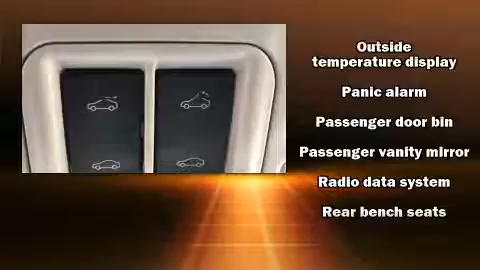 Outside
temperature display
Panic alarm
Passenger door bin
Passenger vanity mirror
Radio data system
Rear bench seats